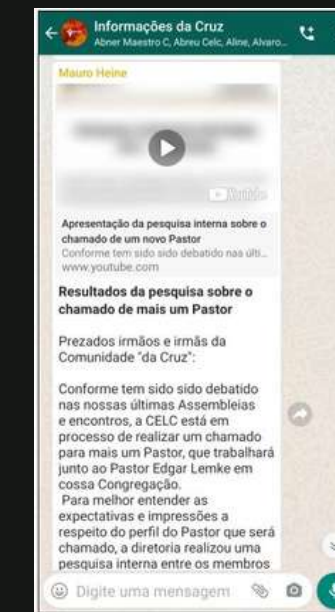 Informações da Cruz
Abner Maestro C, Abreu Celc, Aline, Alvaro...
Mauro Heine
YouTube
Apresentação da pesquisa interna sobre o
chamado de um novo Pastor
Conforme tem sido sido debatido naa últi...
www.youtube.com
Resultados da pesquisa sobre o
chamado de mais um Pastor
Prezados irmãos e irmãs da
Comunidade "da Cruz":
Conforme tem sido sido debatido
nas nossas últimas Assembleias
e encontros, a CELC está em
processo de realizar um chamado
para mais um Pastor, que trabalhará
junto ao Pastor Edgar Lemke em
cossa Congregação.
Para melhor entender as
expectativas e impressões a
respeito do perfil do Pastor que será
chamado, a diretoria realizou uma
pesquisa interna entre os membros
Digite uma mensagem